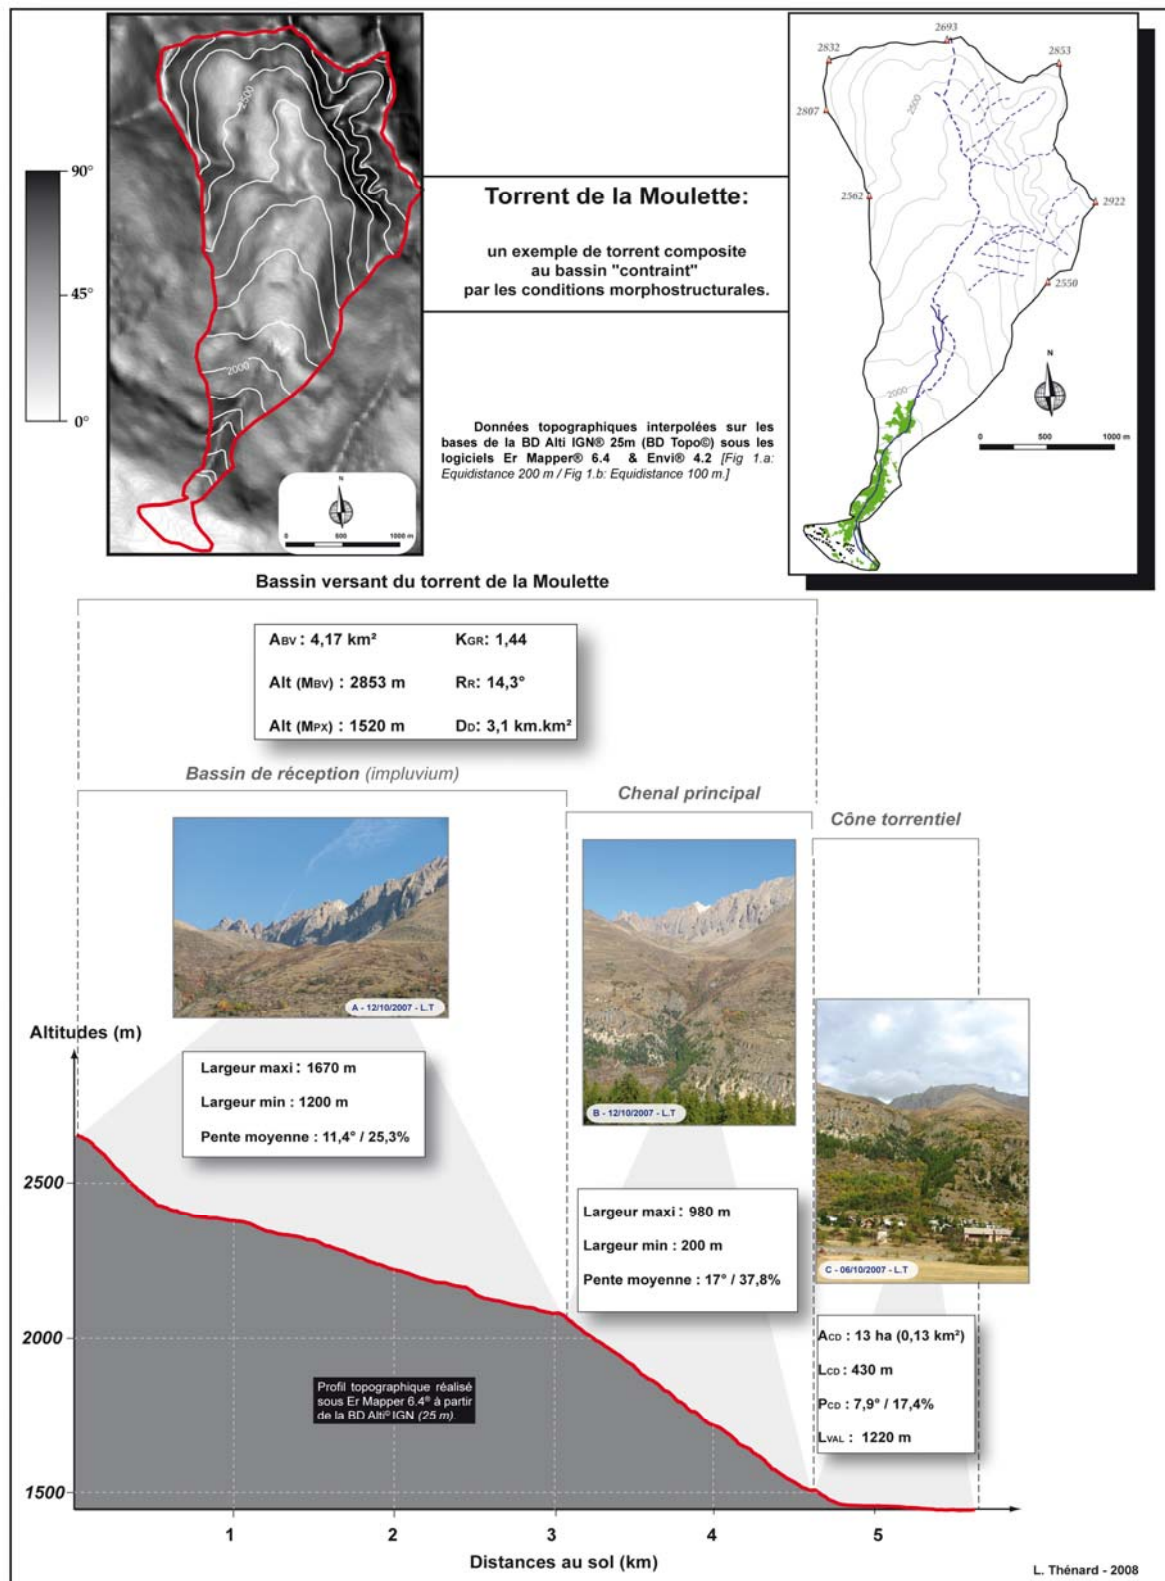 90°
45°
0°
2500
2000
N
0 500 1000 m
Torrent de la Moulette:
un exemple de torrent composite
au bassin "contraint"
par les conditions morphostructurales.
Données topographiques interpolées sur les
bases de la BD Alti IGN® 25m (BD Topo©) sous les
logiciels Er Mapper® 6.4 & Envi® 4.2 [Fig 1.a:
Equidistance 200 m / Fig 1.b: Equidistance 100 m.]
2693
2832
2853
2807
2500
2562
2922
2550
2000
N
0 500 1000 m
Bassin versant du torrent de la Moulette
ABV : 4,17 km² KGR: 1,44
Alt (MBV) : 2853 m RR: 14,3°
Alt (MPX) : 1520 m DD: 3,1 km.km²
Bassin de réception (impluvium)
Chenal principal
Cône torrentiel
A - 12/10/2007 - L.T
B - 12/10/2007 - L.T
C - 06/10/2007 - L.T
Altitudes (m)
Largeur maxi : 1670 m
Largeur min : 1200 m
Pente moyenne : 11,4° / 25,3%
Largeur maxi : 980 m
Largeur min : 200 m
Pente moyenne : 17° / 37,8%
ACD : 13 ha (0,13 km²)
LCD : 430 m
PCD : 7,9° / 17,4%
LVAL : 1220 m
2500
2000
1500
Profil topographique réalisé
sous Er Mapper 6.4® à partir
de la BD Alti© IGN (25 m).
1 2 3 4 5
Distances au sol (km)
L. Thénard - 2008